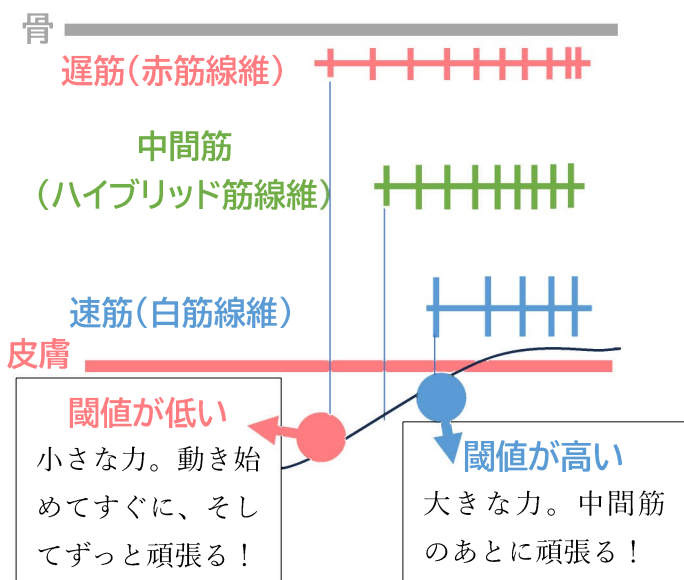 骨
遅筋（赤筋線維）
中間筋
（ハイブリッド筋線維）
速筋（白筋線維）
皮膚
閾値が低い
小さな力。動き始
めてすぐに、そし
てずっと頑張る！
閾値が高い
大きな力。中間筋
のあとに頑張る！